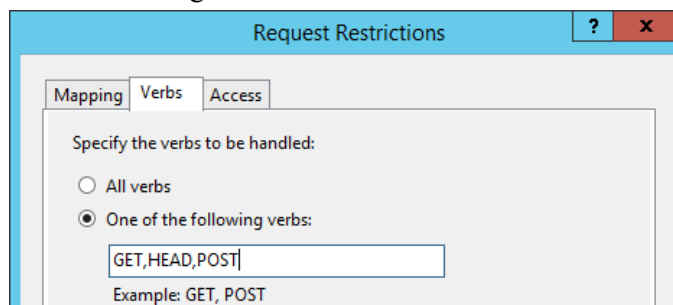 Request Restrictions
? x
Mapping Verbs Access
Specify the verbs to be handled:
All verbs
One of the following verbs:
GET,HEAD,POST
Example: GET, POST